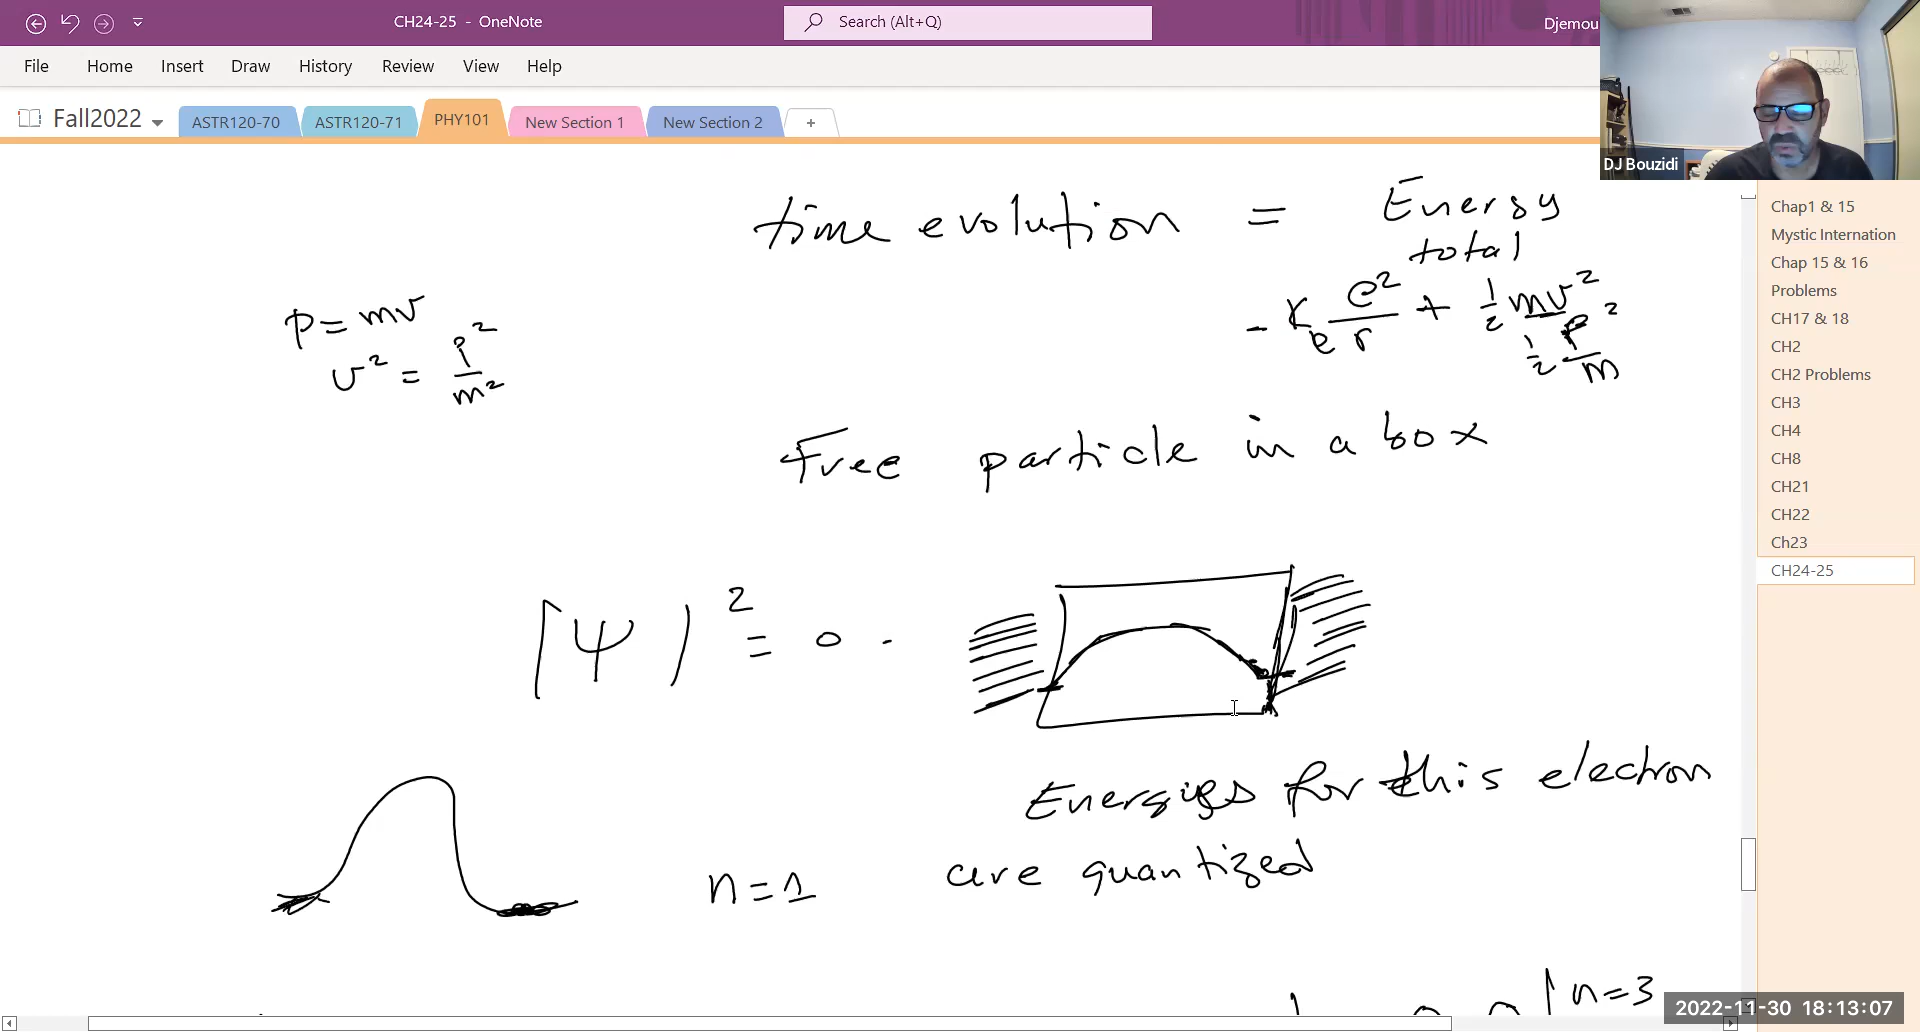 CH24-25 - OneNote
Search (Alt+Q)
Djemou
File Home Insert Draw History Review View Help
DJ Bouzidi
Fall2022 ASTR120-70 ASTR120-71 PHY101 New Section 1 New Section 2 +
Chap1 & 15
Mystic Internation
Chap 15 & 16
Problems
CH17 & 18
CH2
CH2 Problems
CH3
CH4
CH8
CH21
CH22
Ch23
CH24-25
time evolution = Energy
total
p = mv
v² = p²/m²
- Ke e²/r + ½ mv²
½ p²/m
Free particle in a box
|Ψ|² = 0
Energies for this electron
n=1 are quantized
n=3
2022-11-30 18:13:07